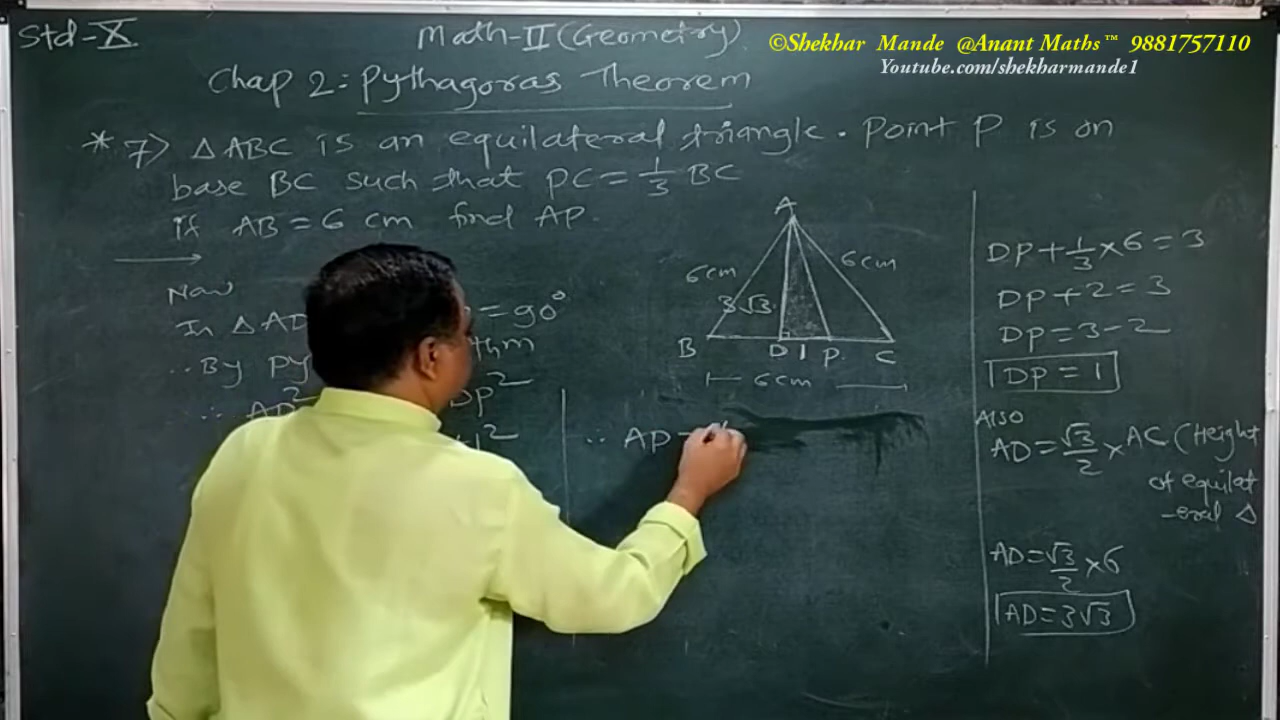 Std-X
Math-II (Geometry)
©Shekhar Mande @Anant Maths™ 9881757110
Youtube.com/shekharmande1
Chap 2: Pythagoras Theorem
* 7) △ABC is an equilateral triangle. Point P is on
base BC such that PC = 1/3 BC
if AB = 6 cm find AP.
Now
In △AD = 90°
∴ By Py thm
∴ AD² DP²
²
∴ AP =
A
6cm
6cm
3√3
B D 1 P C
6cm
DP + 1/3 × 6 = 3
DP + 2 = 3
DP = 3 - 2
DP = 1
Also
AD = √3/2 × AC (Height
of equilat
-eral △
AD = √3/2 × 6
AD = 3√3